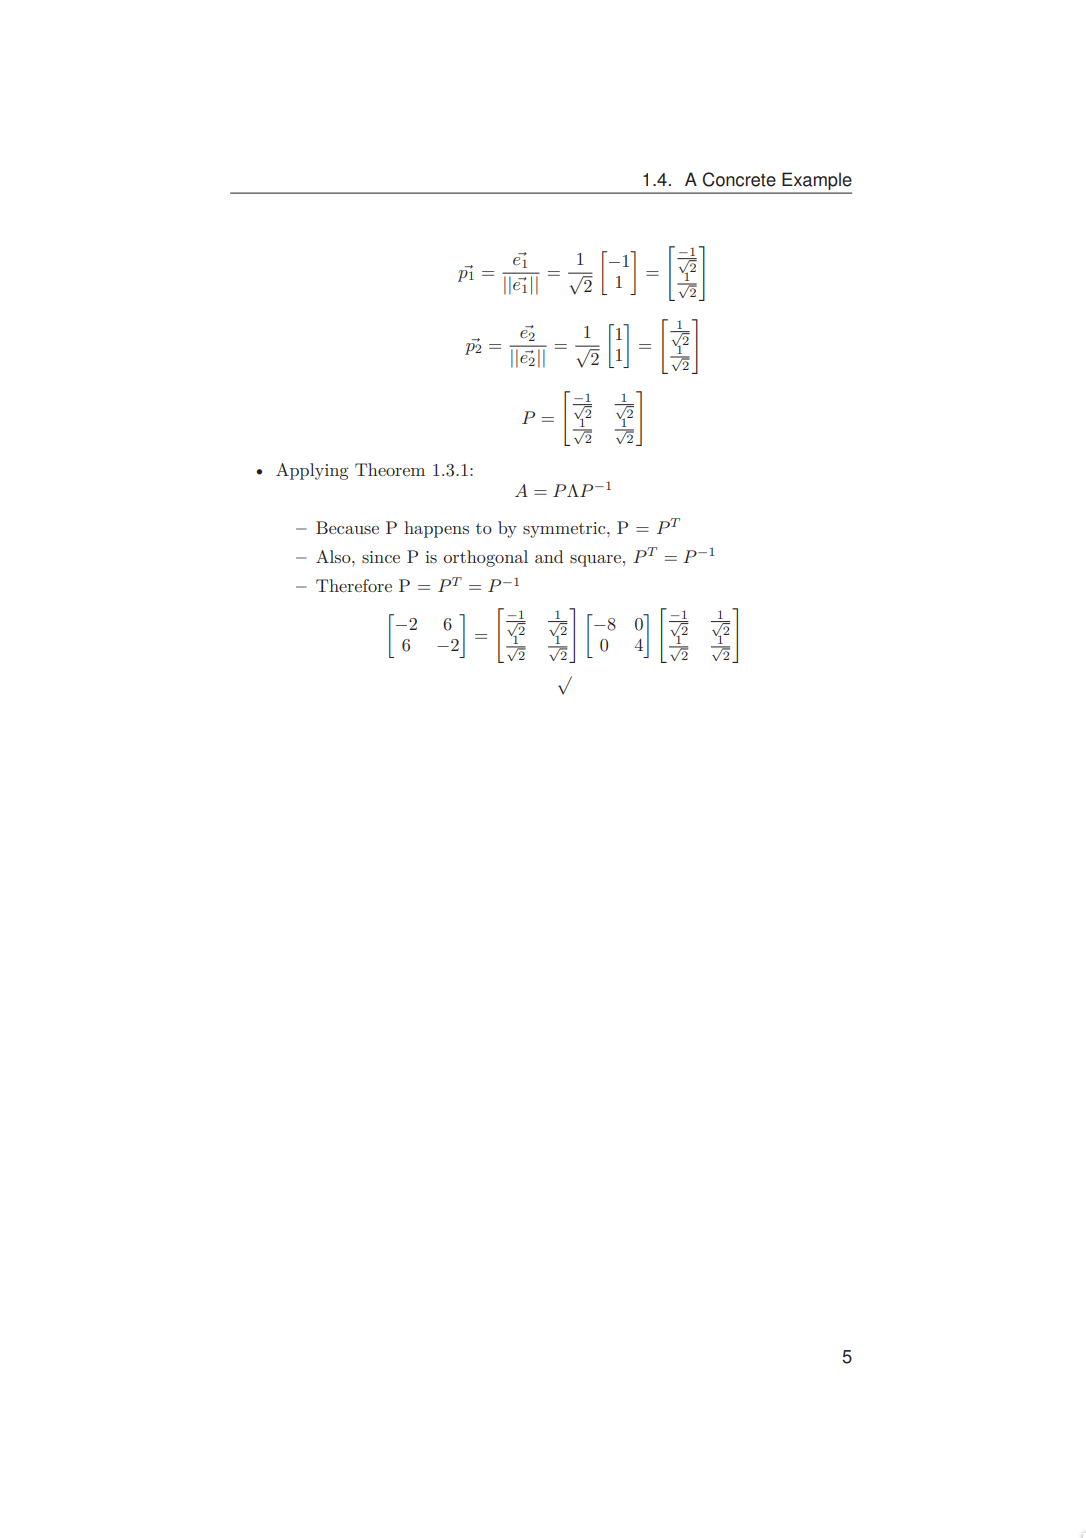 1.4. A Concrete Example
$\vec{p_1} = \frac{\vec{e_1}}{||\vec{e_1}||} = \frac{1}{\sqrt{2}} \begin{bmatrix} -1 \\ 1 \end{bmatrix} = \begin{bmatrix} \frac{-1}{\sqrt{2}} \\ \frac{1}{\sqrt{2}} \end{bmatrix}$
$\vec{p_2} = \frac{\vec{e_2}}{||\vec{e_2}||} = \frac{1}{\sqrt{2}} \begin{bmatrix} 1 \\ 1 \end{bmatrix} = \begin{bmatrix} \frac{1}{\sqrt{2}} \\ \frac{1}{\sqrt{2}} \end{bmatrix}$
$P = \begin{bmatrix} \frac{-1}{\sqrt{2}} & \frac{1}{\sqrt{2}} \\ \frac{1}{\sqrt{2}} & \frac{1}{\sqrt{2}} \end{bmatrix}$
• Applying Theorem 1.3.1:
$A = P\Lambda P^{-1}$
– Because P happens to by symmetric, P = $P^T$
– Also, since P is orthogonal and square, $P^T = P^{-1}$
– Therefore P = $P^T = P^{-1}$
$\begin{bmatrix} -2 & 6 \\ 6 & -2 \end{bmatrix} = \begin{bmatrix} \frac{-1}{\sqrt{2}} & \frac{1}{\sqrt{2}} \\ \frac{1}{\sqrt{2}} & \frac{1}{\sqrt{2}} \end{bmatrix} \begin{bmatrix} -8 & 0 \\ 0 & 4 \end{bmatrix} \begin{bmatrix} \frac{-1}{\sqrt{2}} & \frac{1}{\sqrt{2}} \\ \frac{1}{\sqrt{2}} & \frac{1}{\sqrt{2}} \end{bmatrix}$
√
5